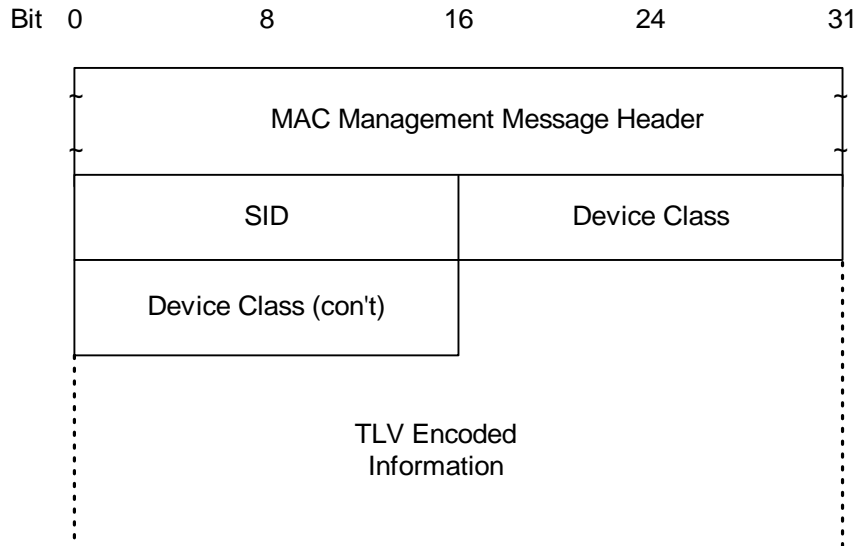 Bit 0 8 16 24 31
~ ~
MAC Management Message Header
~ ~
SID Device Class
Device Class (con't)
TLV Encoded
Information